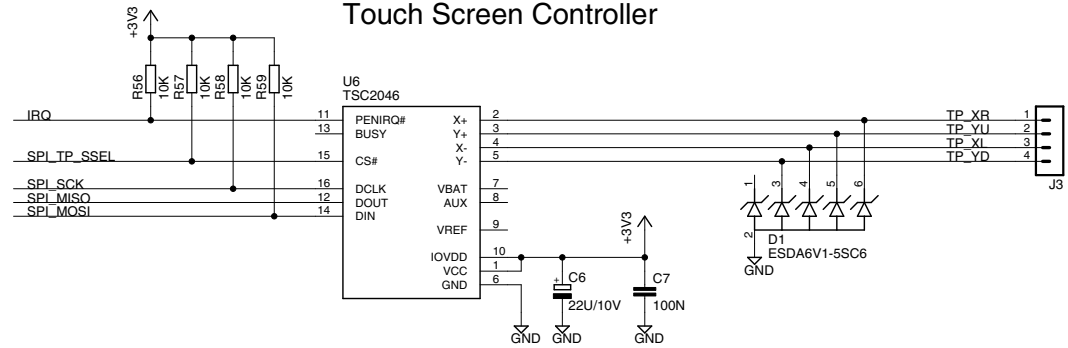 Touch Screen Controller
+3V3
R56 10K
R57 10K
R58 10K
R59 10K
U6
TSC2046
IRQ 11 PENIRQ# X+ 2 TP_XR 1
13 BUSY Y+ 3 TP_YU 2
X- 4 TP_XL 3
SPI_TP_SSEL 15 CS# Y- 5 TP_YD 4
J3
SPI_SCK 16 DCLK VBAT 7
SPI_MISO 12 DOUT AUX 8
SPI_MOSI 14 DIN
VREF 9
IOVDD 10
VCC 1
GND 6
+3V3
+ C6
22U/10V
C7
100N
GND
GND
GND
1 3 4 5 6
2
D1
ESDA6V1-5SC6
GND